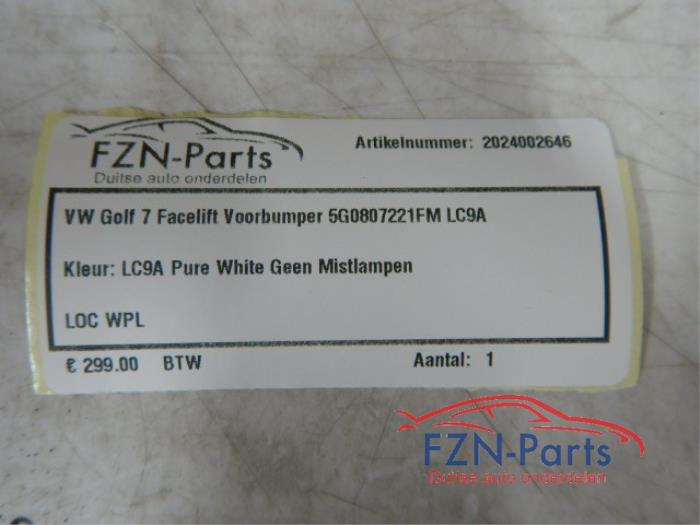 FZN-Parts
Duitse auto onderdelen
Artikelnummer: 2024002646
VW Golf 7 Facelift Voorbumper 5G0807221FM LC9A
Kleur: LC9A Pure White Geen Mistlampen
LOC WPL
€ 299.00 BTW
Aantal: 1
FZN-Parts
Duitse auto onderdelen